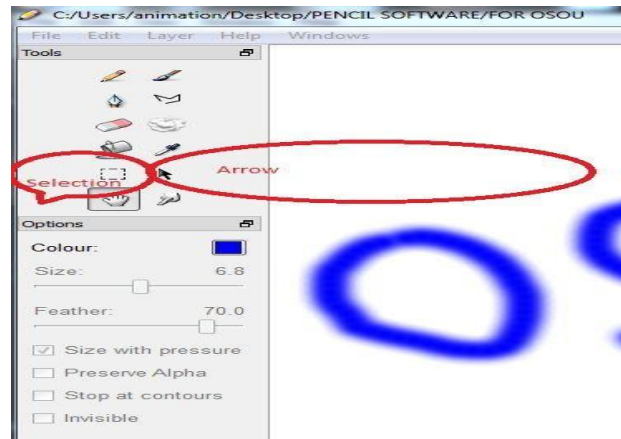 C:/Users/animation/Desktop/PENCIL SOFTWARE/FOR OSOU
File Edit Layer Help Windows
Tools
Arrow
Selection
Options
Colour:
Size: 6.8
Feather: 70.0
Size with pressure
Preserve Alpha
Stop at contours
Invisible
OS